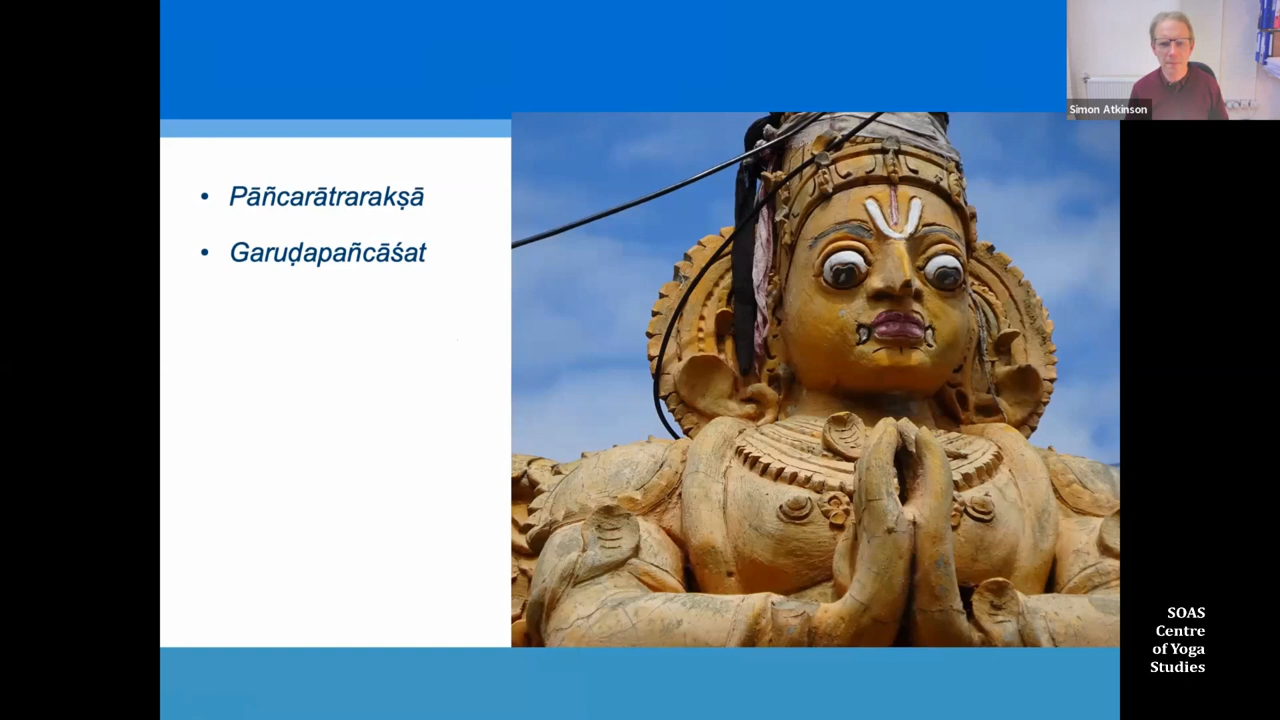 • Pāñcarātrarakṣā
• Garuḍapañcāśat
Simon Atkinson
SOAS
Centre
of Yoga
Studies